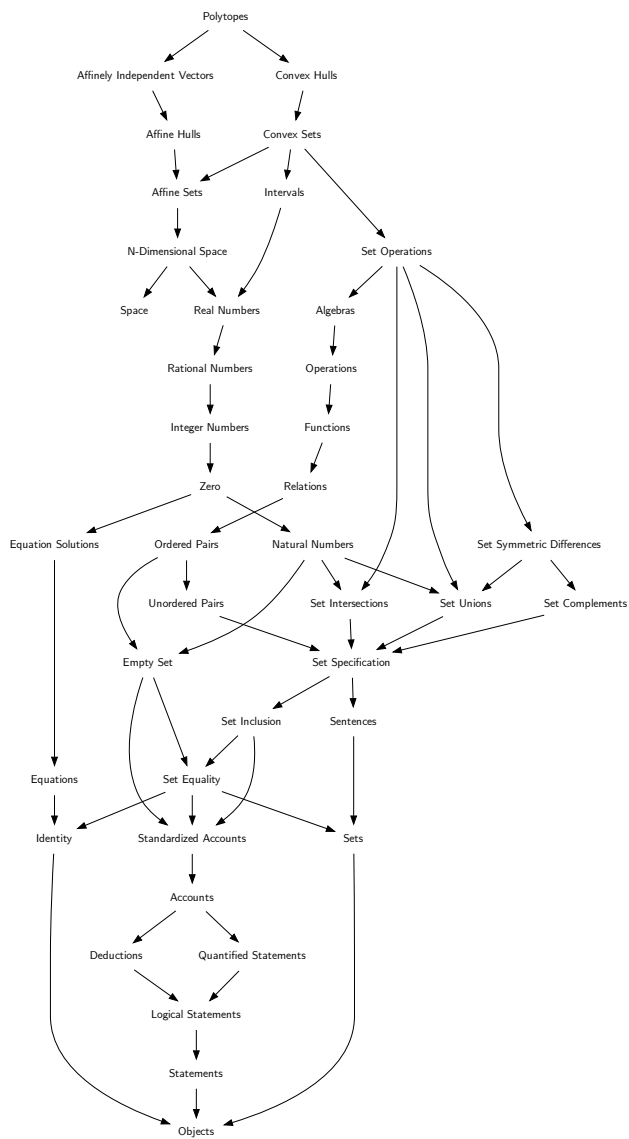 Polytopes
Affinely Independent Vectors
Convex Hulls
Affine Hulls
Convex Sets
Affine Sets
Intervals
N-Dimensional Space
Set Operations
Space
Real Numbers
Algebras
Rational Numbers
Operations
Integer Numbers
Functions
Zero
Relations
Equation Solutions
Ordered Pairs
Natural Numbers
Set Symmetric Differences
Unordered Pairs
Set Intersections
Set Unions
Set Complements
Empty Set
Set Specification
Set Inclusion
Sentences
Equations
Set Equality
Identity
Standardized Accounts
Sets
Accounts
Deductions
Quantified Statements
Logical Statements
Statements
Objects